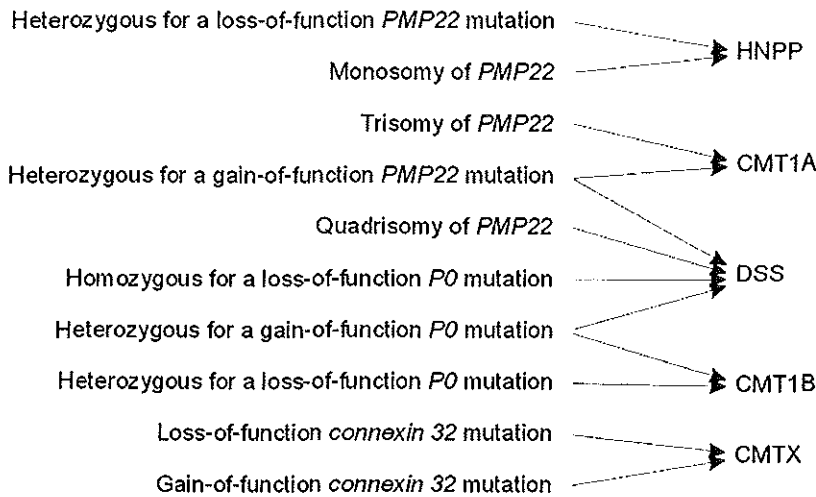 Heterozygous for a loss-of-function PMP22 mutation
HNPP
Monosomy of PMP22
Trisomy of PMP22
CMT1A
Heterozygous for a gain-of-function PMP22 mutation
Quadrisomy of PMP22
DSS
Homozygous for a loss-of-function P0 mutation
Heterozygous for a gain-of-function P0 mutation
Heterozygous for a loss-of-function P0 mutation
CMT1B
Loss-of-function connexin 32 mutation
CMTX
Gain-of-function connexin 32 mutation